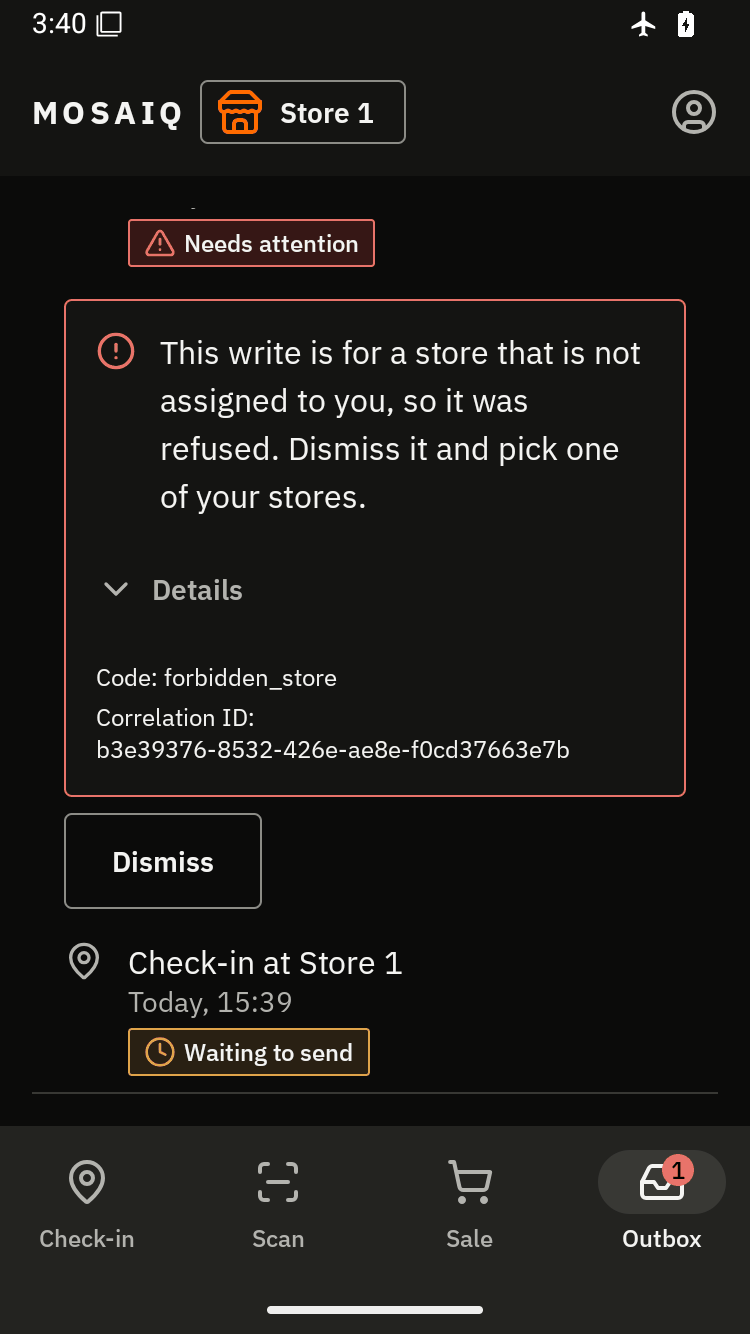 3:40
MOSAIQ
Store 1
Needs attention
This write is for a store that is not
assigned to you, so it was
refused. Dismiss it and pick one
of your stores.
Details
Code: forbidden_store
Correlation ID:
b3e39376-8532-426e-ae8e-f0cd37663e7b
Dismiss
Check-in at Store 1
Today, 15:39
Waiting to send
1
Check-in
Scan
Sale
Outbox